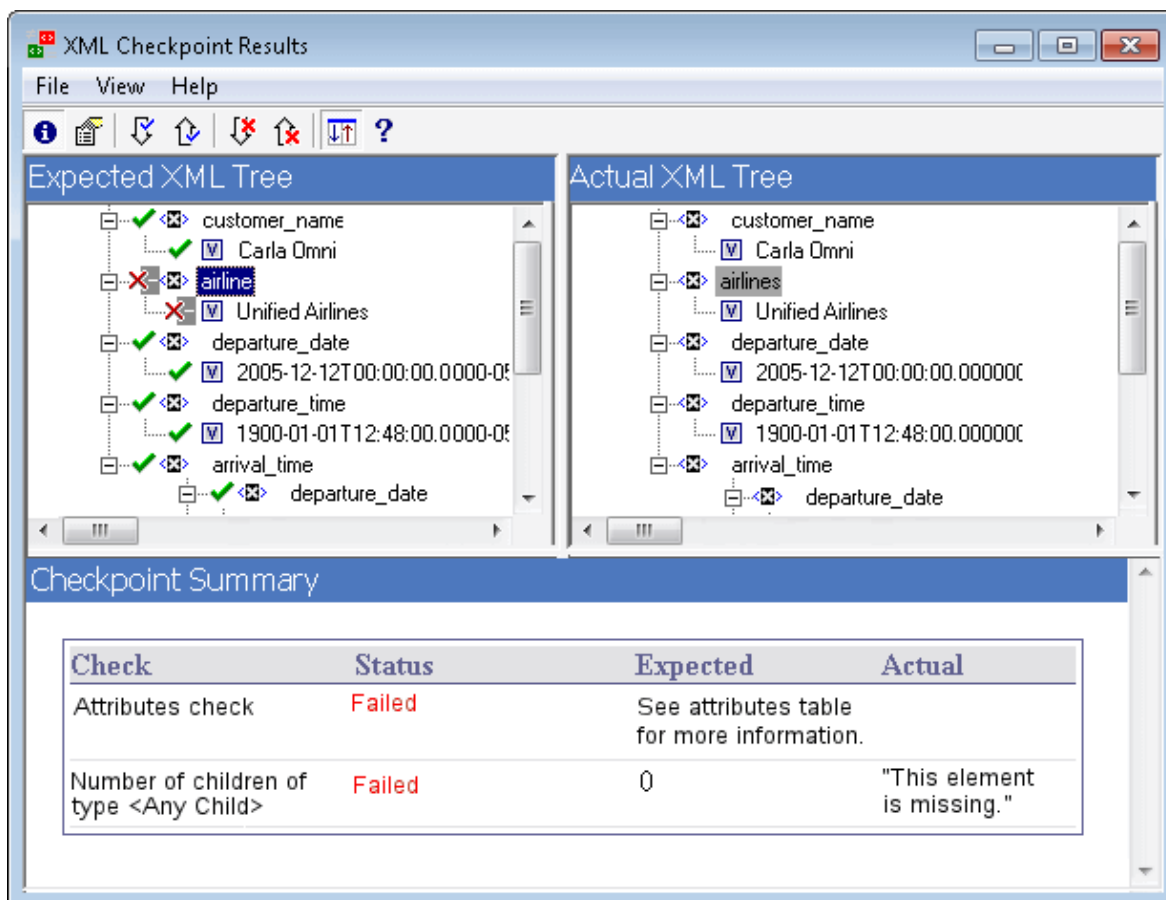 XML Checkpoint Results
File View Help
Expected XML Tree
customer_name
Carla Omni
airline
Unified Airlines
departure_date
2005-12-12T00:00:00.0000-05
departure_time
1900-01-01T12:48:00.0000-05
arrival_time
departure_date
Actual XML Tree
customer_name
Carla Omni
airlines
Unified Airlines
departure_date
2005-12-12T00:00:00.000000
departure_time
1900-01-01T12:48:00.000000
arrival_time
departure_date
Checkpoint Summary
Check Status Expected Actual
Attributes check Failed See attributes table
for more information.
Number of children of
type <Any Child> Failed 0 "This element
is missing."